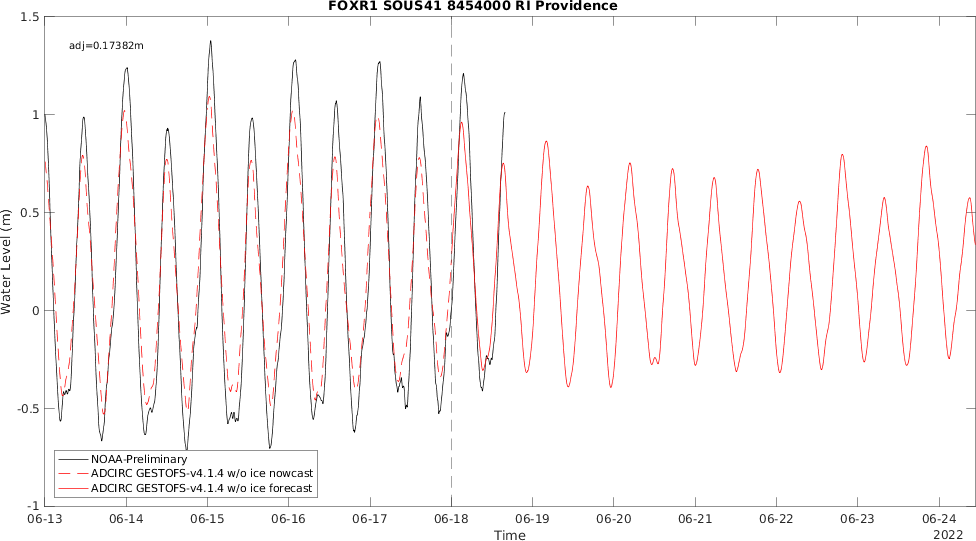 FOXR1 SOUS41 8454000 RI Providence
1.5
adj=0.17382m
1
0.5
Water Level (m)
0
-0.5
NOAA-Preliminary
ADCIRC GESTOFS-v4.1.4 w/o ice nowcast
ADCIRC GESTOFS-v4.1.4 w/o ice forecast
-1
06-13 06-14 06-15 06-16 06-17 06-18 06-19 06-20 06-21 06-22 06-23 06-24
Time 2022